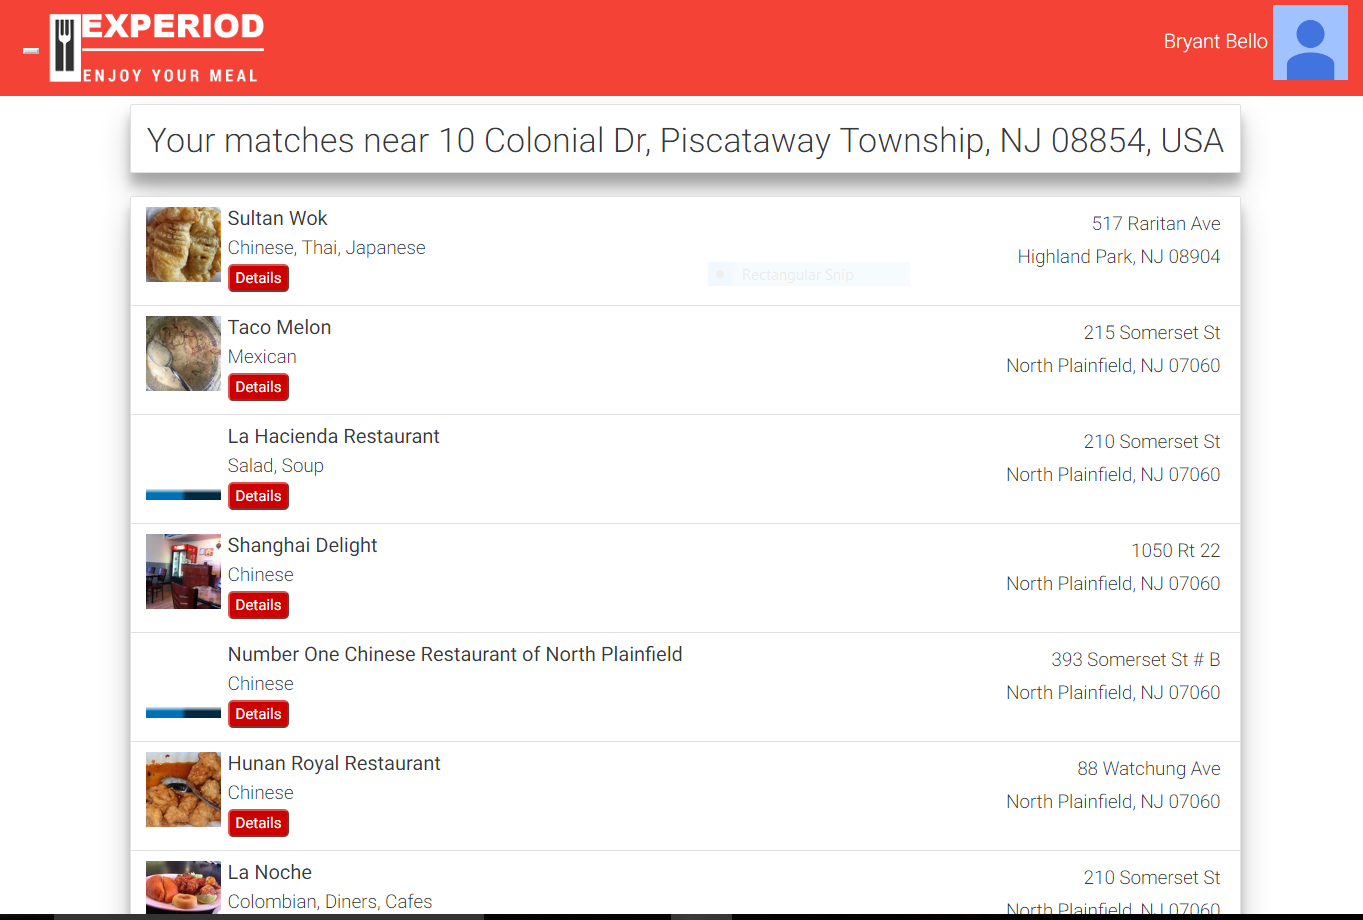 EXPERIOD
ENJOY YOUR MEAL
Bryant Bello
Your matches near 10 Colonial Dr, Piscataway Township, NJ 08854, USA
Sultan Wok
Chinese, Thai, Japanese
Details
517 Raritan Ave
Highland Park, NJ 08904
Rectangular Snip
Taco Melon
Mexican
Details
215 Somerset St
North Plainfield, NJ 07060
La Hacienda Restaurant
Salad, Soup
Details
210 Somerset St
North Plainfield, NJ 07060
Shanghai Delight
Chinese
Details
1050 Rt 22
North Plainfield, NJ 07060
Number One Chinese Restaurant of North Plainfield
Chinese
Details
393 Somerset St # B
North Plainfield, NJ 07060
Hunan Royal Restaurant
Chinese
Details
88 Watchung Ave
North Plainfield, NJ 07060
La Noche
Colombian, Diners, Cafes
210 Somerset St
North Plainfield, NJ 07060